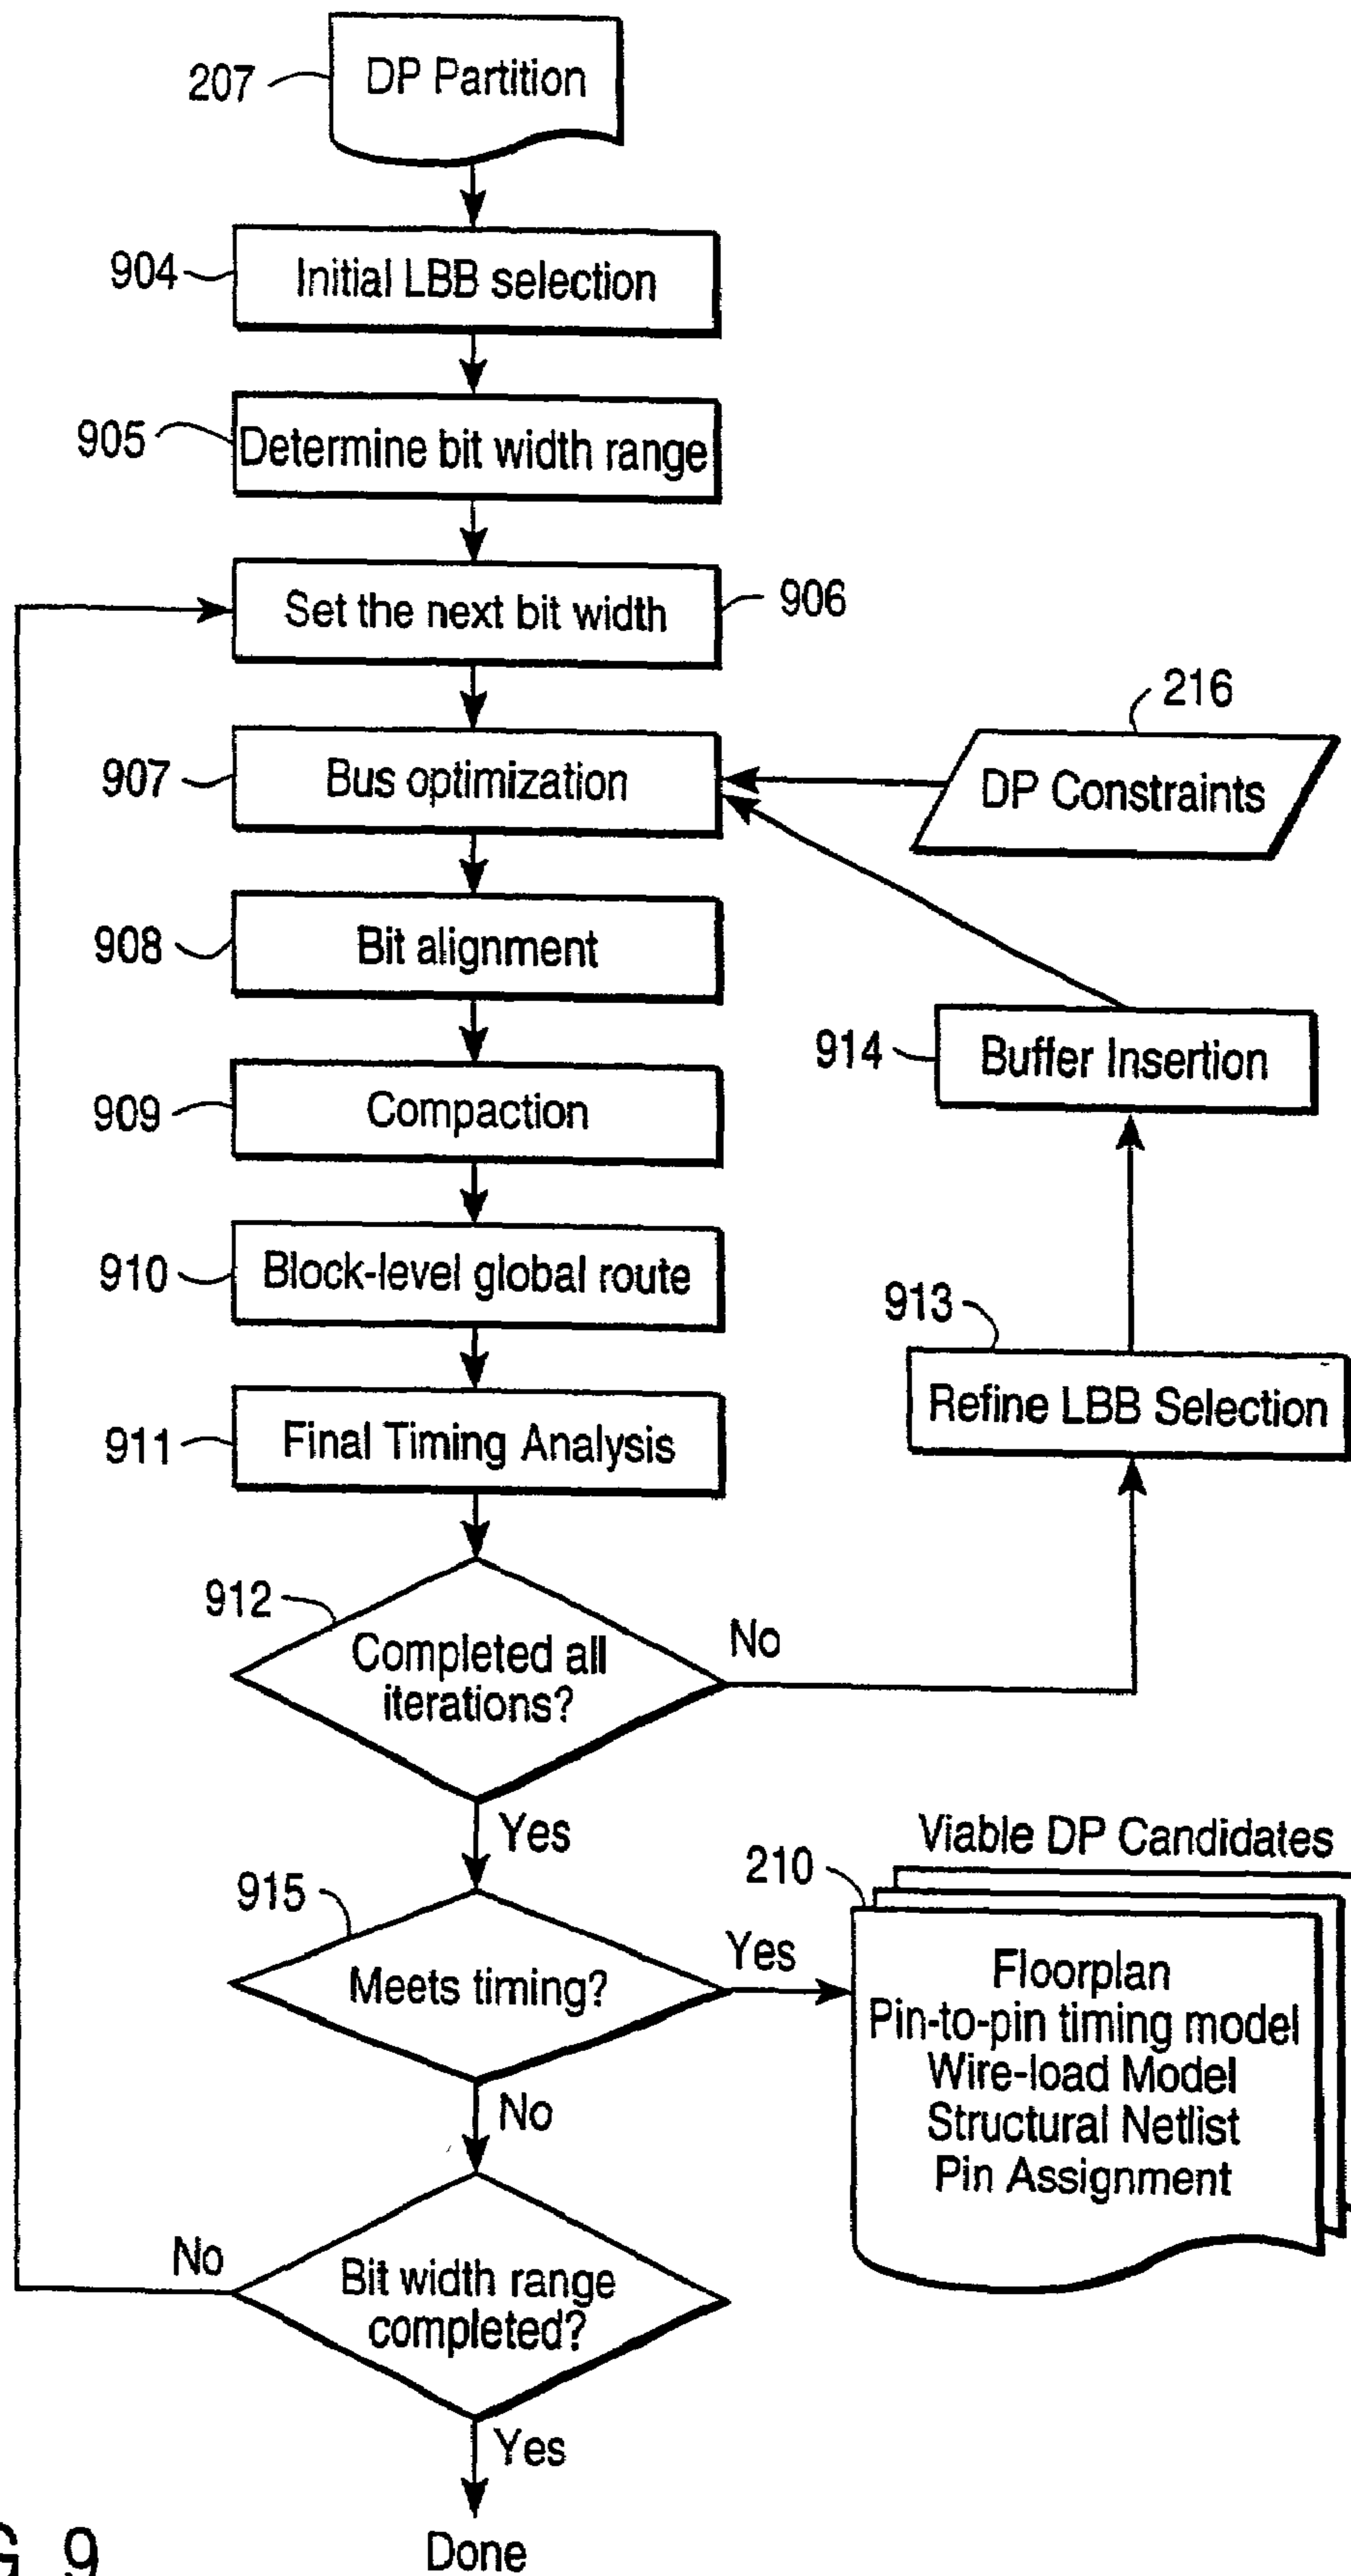 207
DP Partition
904
Initial LBB selection
905
Determine bit width range
Set the next bit width
906
216
907
Bus optimization
DP Constraints
908
Bit alignment
914
Buffer Insertion
909
Compaction
910
Block-level global route
913
Refine LBB Selection
911
Final Timing Analysis
912
Completed all
iterations?
No
Yes
Viable DP Candidates
210
915
Meets timing?
Yes
Floorplan
Pin-to-pin timing model
Wire-load Model
Structural Netlist
Pin Assignment
No
No
Bit width range
completed?
Yes
Done
G 9